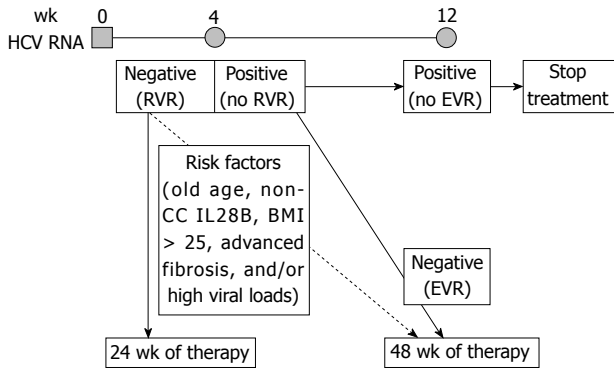 wk 0 4 12
HCV RNA
Negative
(RVR)
Positive
(no RVR)
Positive
(no EVR)
Stop
treatment
Risk factors
(old age, non-
CC IL28B, BMI
> 25, advanced
fibrosis, and/or
high viral loads)
Negative
(EVR)
24 wk of therapy
48 wk of therapy